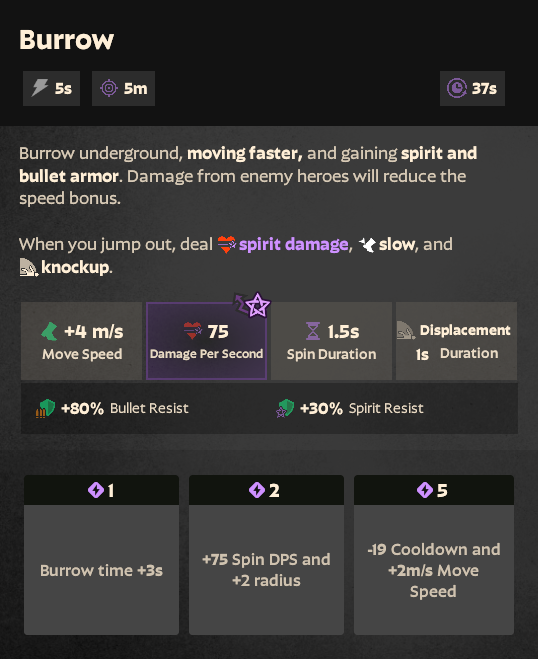 Burrow
5s 5m 37s
Burrow underground, moving faster, and gaining spirit and
bullet armor. Damage from enemy heroes will reduce the
speed bonus.
When you jump out, deal spirit damage, slow, and
knockup.
+4 m/s 75 1.5s Displacement
Move Speed Damage Per Second Spin Duration 1s Duration
+80% Bullet Resist +30% Spirit Resist
1 2 5
Burrow time +3s
+75 Spin DPS and
+2 radius
-19 Cooldown and
+2m/s Move
Speed